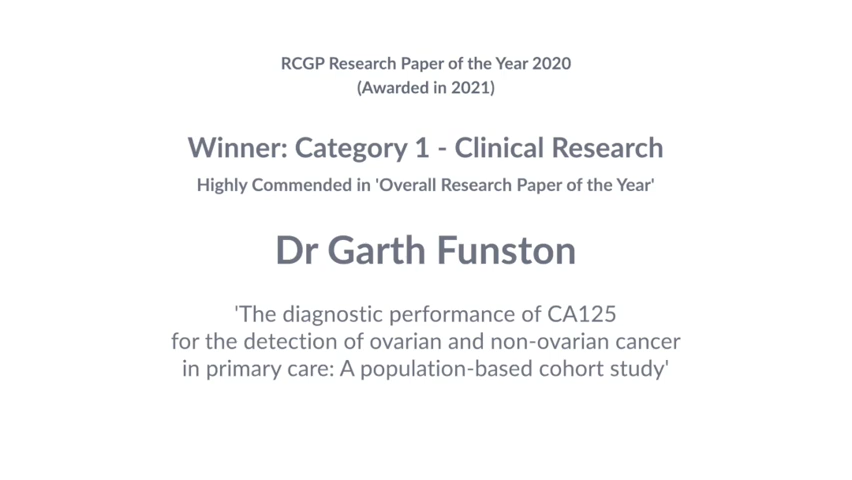 RCGP Research Paper of the Year 2020
(Awarded in 2021)
Winner: Category 1 - Clinical Research
Highly Commended in 'Overall Research Paper of the Year'
Dr Garth Funston
'The diagnostic performance of CA125
for the detection of ovarian and non-ovarian cancer
in primary care: A population-based cohort study'